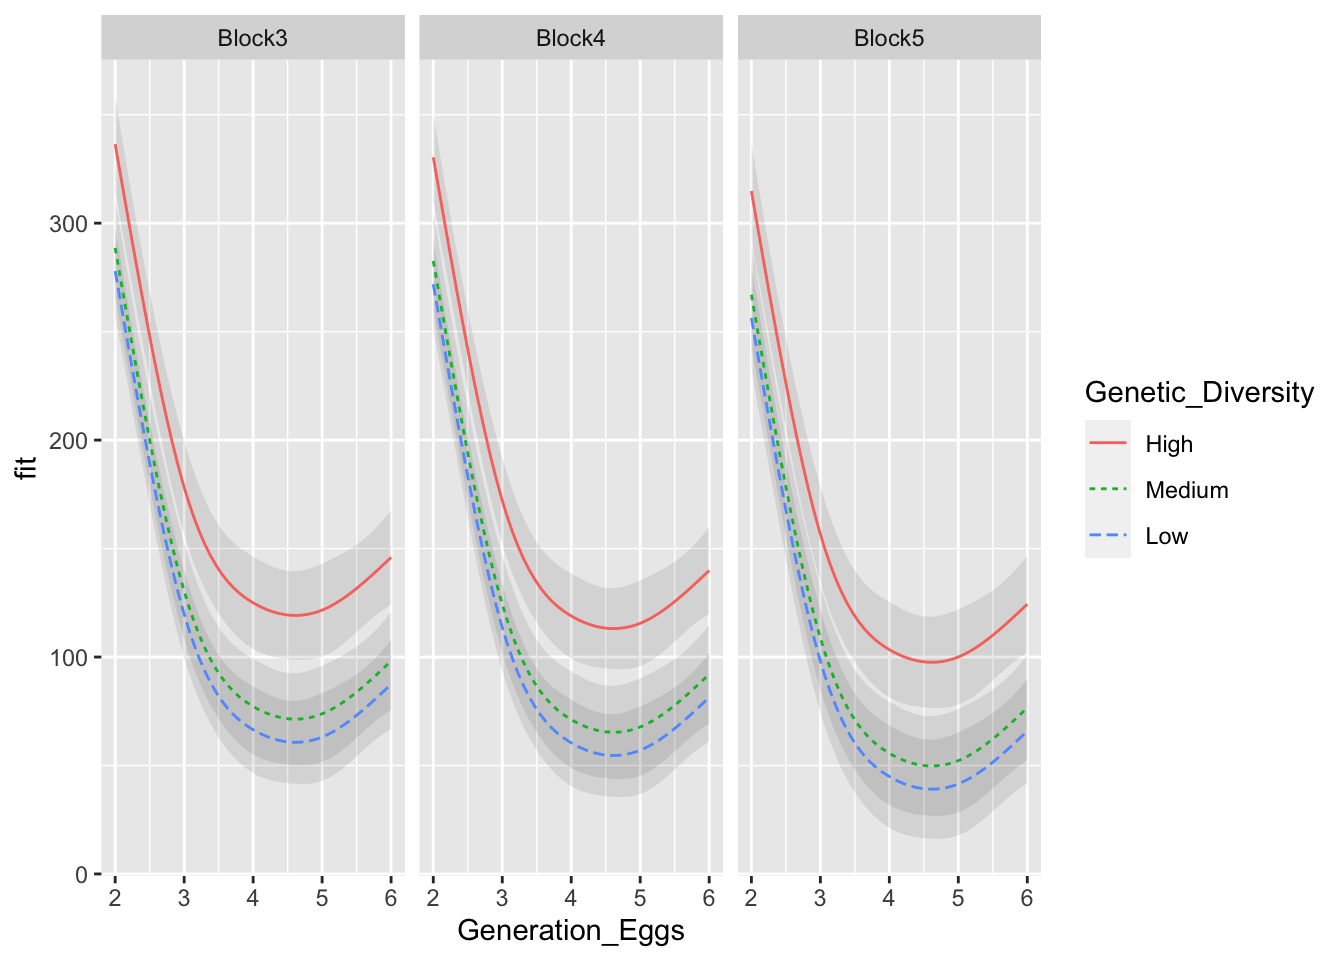 Block3 Block4 Block5
300
200
100
0
fit
2 3 4 5 6 2 3 4 5 6 2 3 4 5 6
Generation_Eggs
Genetic_Diversity
High
Medium
Low